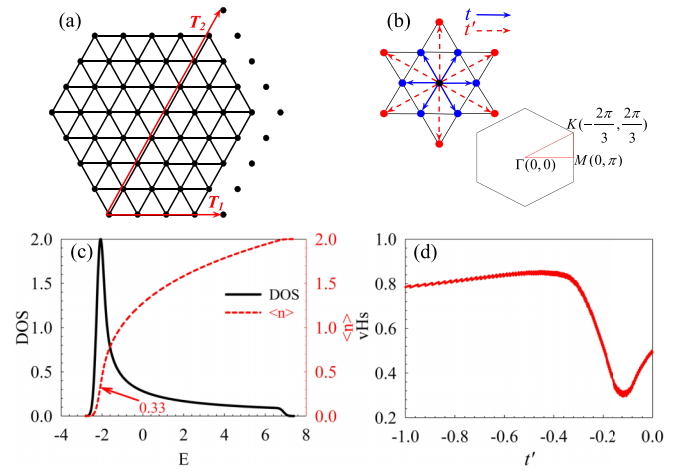 (a)
T2
T1
(b)
t
t′
K(-2π/3, 2π/3)
Γ(0,0)
M(0,π)
(c)
2.0
1.5
1.0
0.5
0.0
DOS
2.0
1.5
1.0
0.5
0.0
<n>
DOS
<n>
0.33
-4 -2 0 2 4 6 8
E
(d)
1.0
0.8
0.6
0.4
0.2
vHs
-1.0 -0.8 -0.6 -0.4 -0.2 0.0
t′